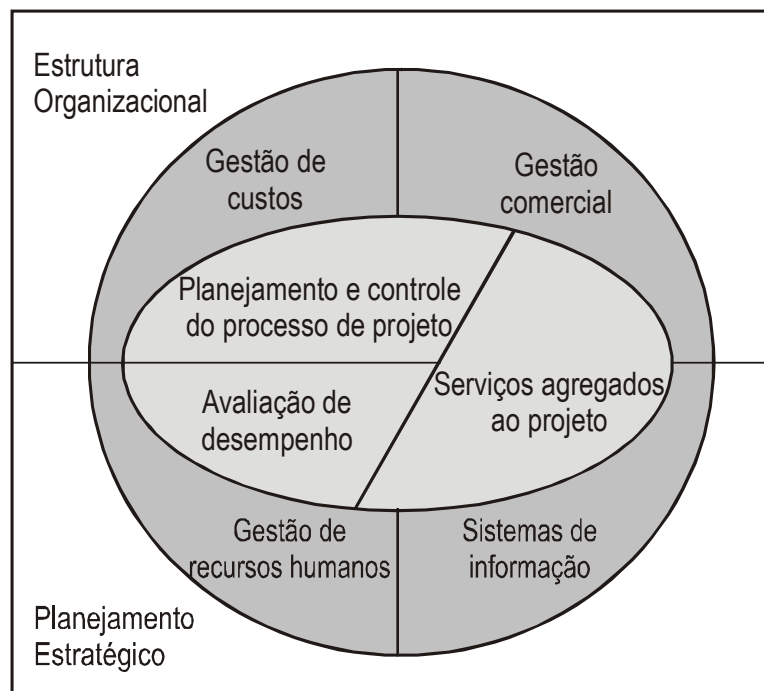 Estrutura
Organizacional
Gestão de
custos
Gestão
comercial
Planejamento e controle
do processo de projeto
Serviços agregados
ao projeto
Avaliação de
desempenho
Gestão de
recursos humanos
Sistemas de
informação
Planejamento
Estratégico